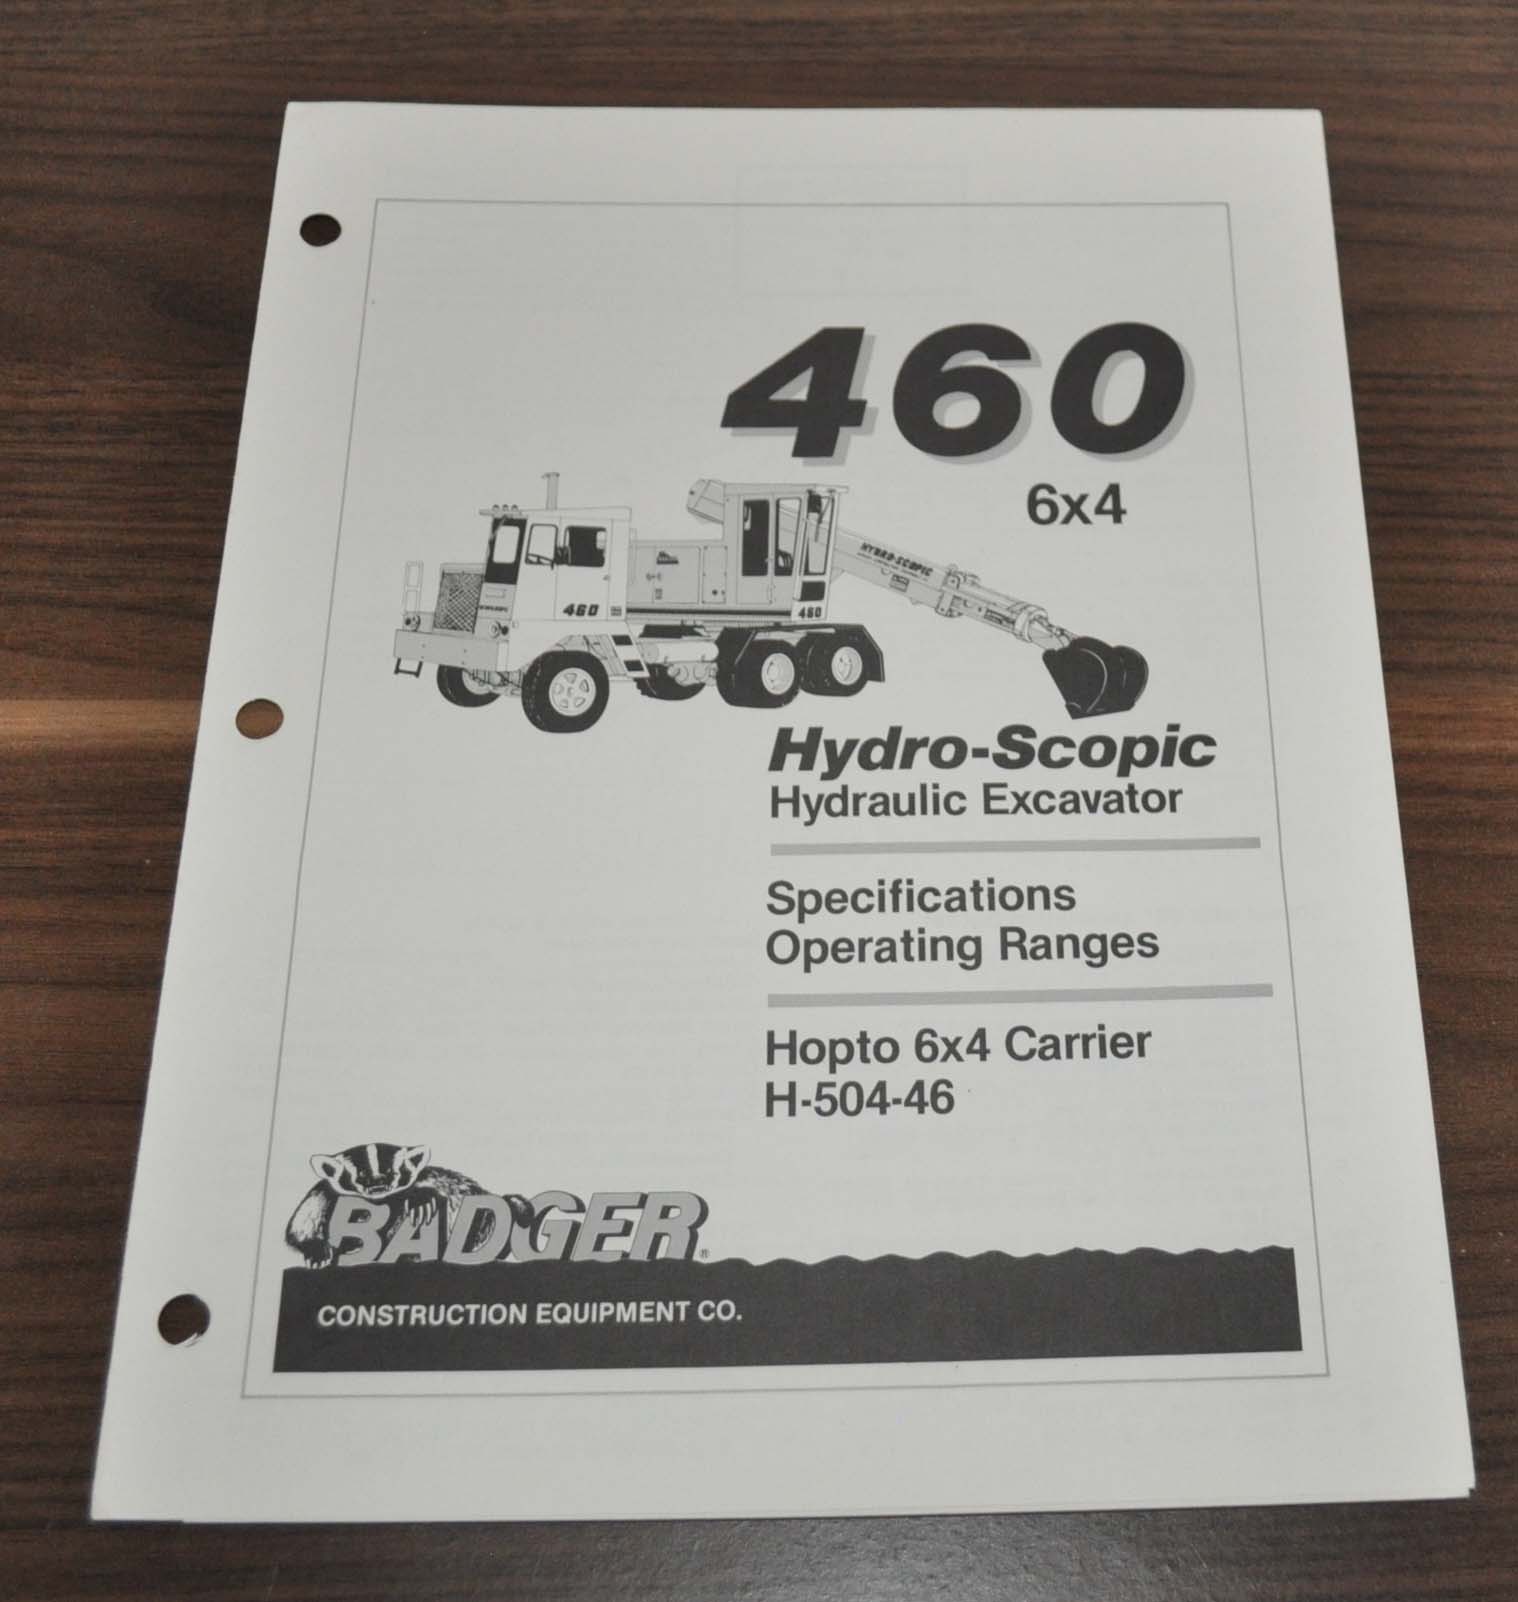 460
6x4
HYDRO-SCOPIC
460
460
Hydro-Scopic
Hydraulic Excavator
Specifications
Operating Ranges
Hopto 6x4 Carrier
H-504-46
BADGER®
CONSTRUCTION EQUIPMENT CO.